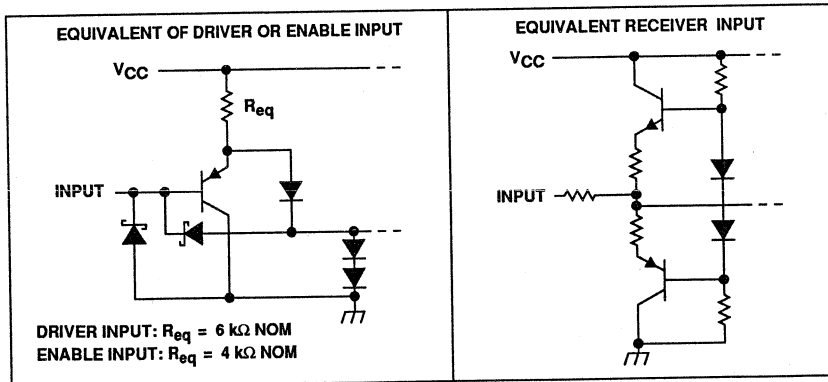 EQUIVALENT OF DRIVER OR ENABLE INPUT
VCC
Req
INPUT
DRIVER INPUT: Req = 6 kΩ NOM
ENABLE INPUT: Req = 4 kΩ NOM
EQUIVALENT RECEIVER INPUT
VCC
INPUT